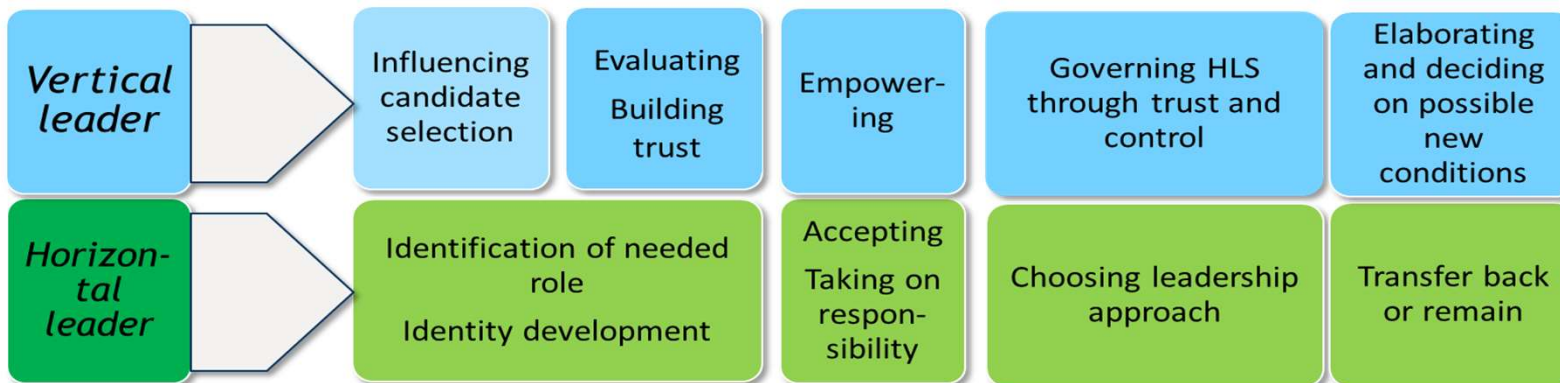 Vertical
leader
Influencing
candidate
selection
Evaluating
Building
trust
Empower-
ing
Governing HLS
through trust and
control
Elaborating
and deciding
on possible
new
conditions
Horizon-
tal
leader
Identification of needed
role
Identity development
Accepting
Taking on
respon-
sibility
Choosing leadership
approach
Transfer back
or remain